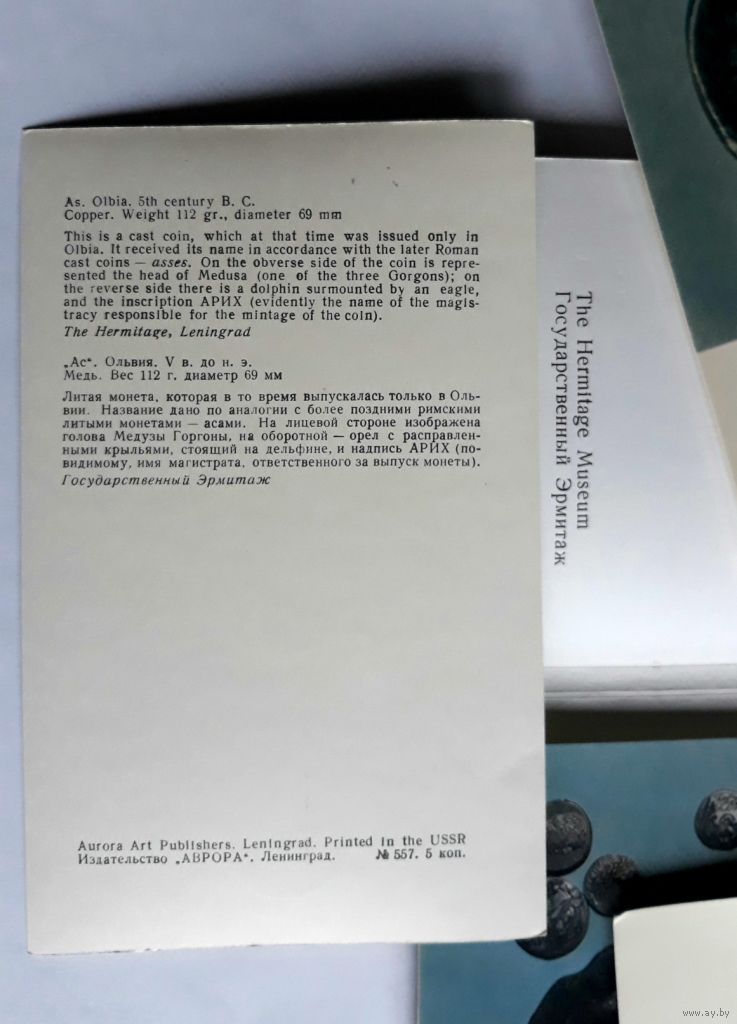 As. Olbia. 5th century B. C.
Copper. Weight 112 gr., diameter 69 mm
This is a cast coin, which at that time was issued only in
Olbia. It received its name in accordance with the later Roman
cast coins — asses. On the obverse side of the coin is repre-
sented the head of Medusa (one of the three Gorgons); on
the reverse side there is a dolphin surmounted by an eagle,
and the inscription АРИХ (evidently the name of the magis-
tracy responsible for the mintage of the coin).
The Hermitage, Leningrad
„Ас“. Ольвия. V в. до н. э.
Медь. Вес 112 г. диаметр 69 мм
Литая монета, которая в то время выпускалась только в Оль-
вии. Название дано по аналогии с более поздними римскими
литыми монетами — асами. На лицевой стороне изображена
голова Медузы Горгоны, на оборотной — орел с расправлен-
ными крыльями, стоящий на дельфине, и надпись АРИХ (по-
видимому, имя магистрата, ответственного за выпуск монеты).
Государственный Эрмитаж
Aurora Art Publishers. Leningrad. Printed in the USSR
Издательство „АВРОРА“. Ленинград. № 557. 5 коп.
The Hermitage Museum
Государственный Эрмитаж
www.ay.by